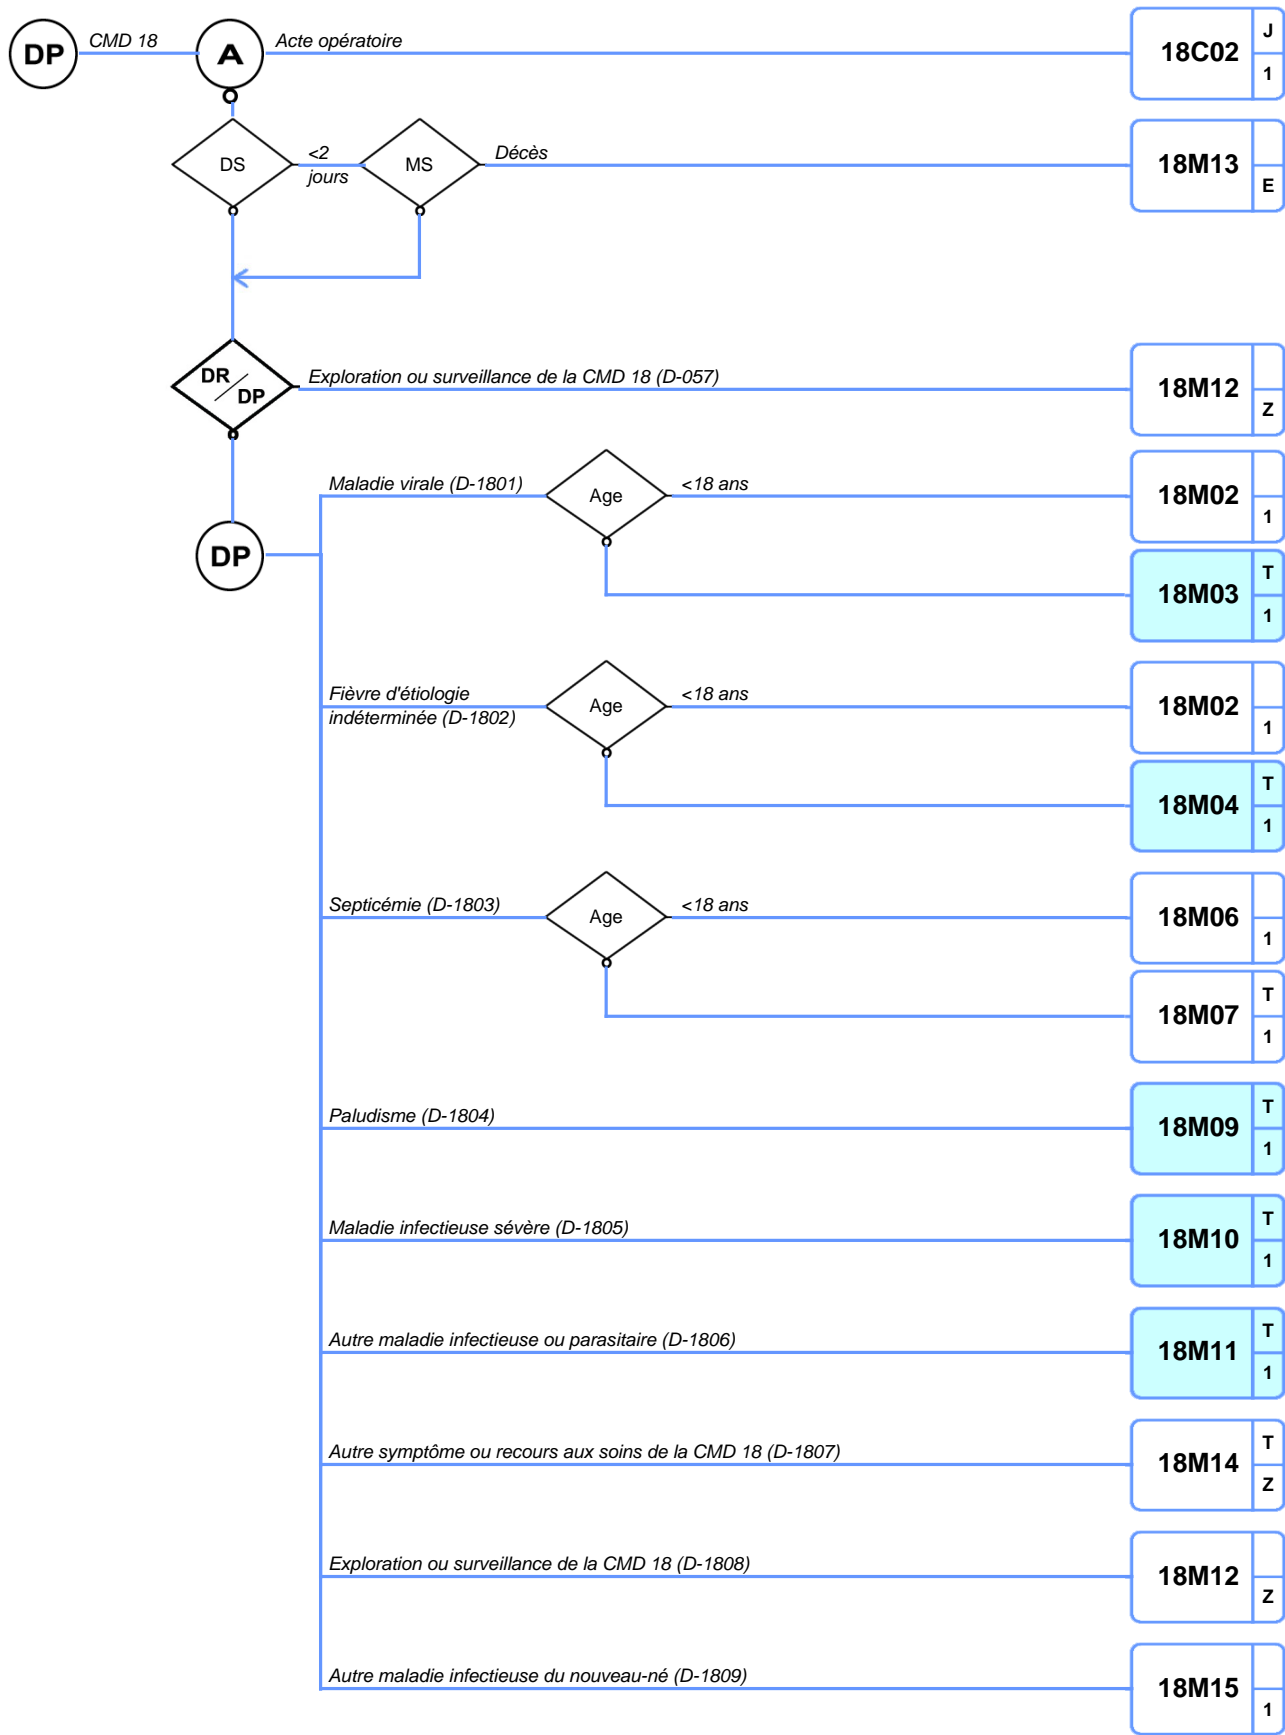 DP
CMD 18
A
Acte opératoire
18C02
J
1
DS
<2
jours
MS
Décès
18M13
E
DR
DP
Exploration ou surveillance de la CMD 18 (D-057)
18M12
Z
DP
Maladie virale (D-1801)
Age
<18 ans
18M02
1
18M03
T
1
Fièvre d'étiologie
indéterminée (D-1802)
Age
<18 ans
18M02
1
18M04
T
1
Septicémie (D-1803)
Age
<18 ans
18M06
1
18M07
T
1
Paludisme (D-1804)
18M09
T
1
Maladie infectieuse sévère (D-1805)
18M10
T
1
Autre maladie infectieuse ou parasitaire (D-1806)
18M11
T
1
Autre symptôme ou recours aux soins de la CMD 18 (D-1807)
18M14
T
Z
Exploration ou surveillance de la CMD 18 (D-1808)
18M12
Z
Autre maladie infectieuse du nouveau-né (D-1809)
18M15
1